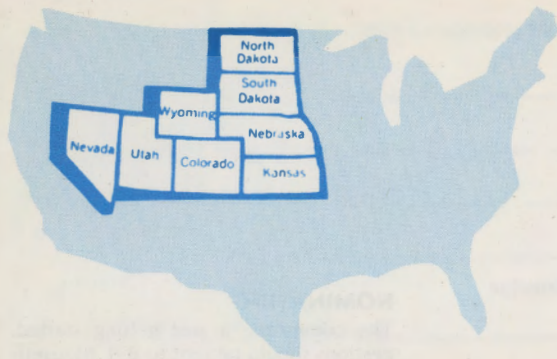 North
Dakota
South
Dakota
Wyoming
Nebraska
Nevada
Utah
Colorado
Kansas